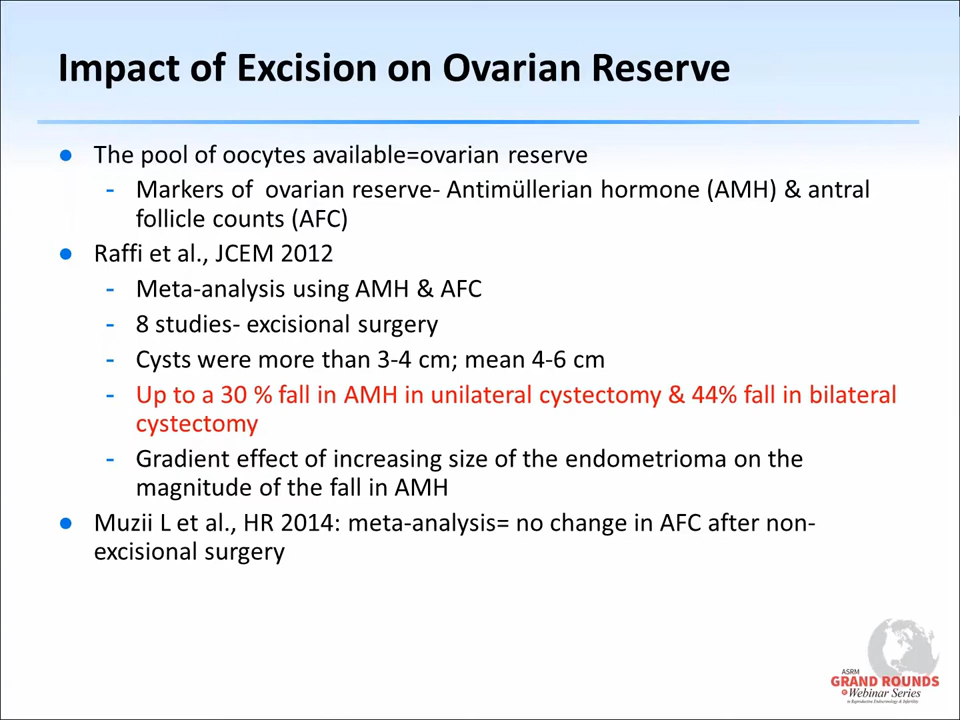 Impact of Excision on Ovarian Reserve
● The pool of oocytes available=ovarian reserve
- Markers of ovarian reserve- Antimüllerian hormone (AMH) & antral
follicle counts (AFC)
● Raffi et al., JCEM 2012
- Meta-analysis using AMH & AFC
- 8 studies- excisional surgery
- Cysts were more than 3-4 cm; mean 4-6 cm
- Up to a 30 % fall in AMH in unilateral cystectomy & 44% fall in bilateral
cystectomy
- Gradient effect of increasing size of the endometrioma on the
magnitude of the fall in AMH
● Muzii L et al., HR 2014: meta-analysis= no change in AFC after non-
excisional surgery
ASRM
GRAND ROUNDS
Webinar Series
in Reproductive Endocrinology & Infertility